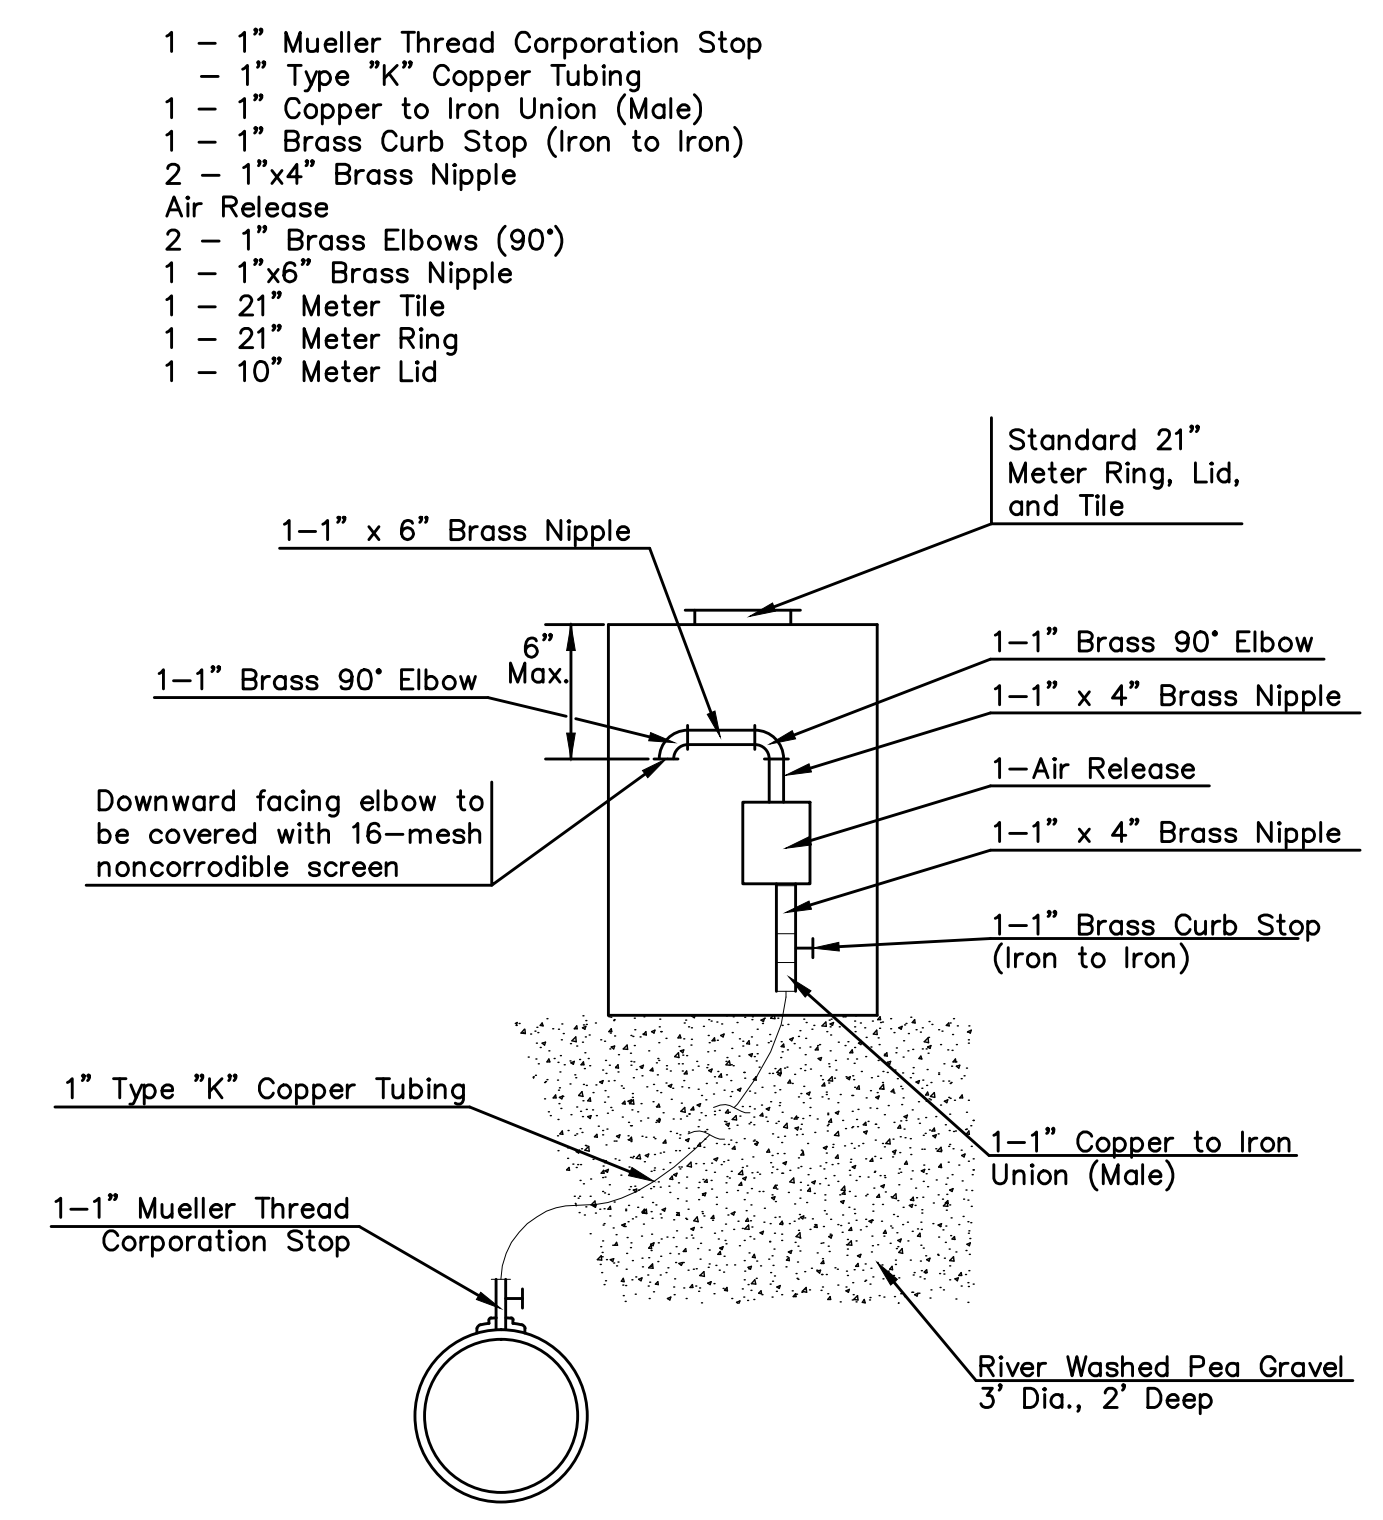 1 – 1” Mueller Thread Corporation Stop
– 1” Type ”K” Copper Tubing
1 – 1” Copper to Iron Union (Male)
1 – 1” Brass Curb Stop (Iron to Iron)
2 – 1”x4” Brass Nipple
Air Release
2 – 1” Brass Elbows (90°)
1 – 1”x6” Brass Nipple
1 – 21” Meter Tile
1 – 21” Meter Ring
1 – 10” Meter Lid
Standard 21”
Meter Ring, Lid,
and Tile
1–1” x 6” Brass Nipple
6”
Max.
1–1” Brass 90° Elbow
1–1” Brass 90° Elbow
1–1” x 4” Brass Nipple
1–Air Release
Downward facing elbow to
be covered with 16–mesh
noncorrodible screen
1–1” x 4” Brass Nipple
1–1” Brass Curb Stop
(Iron to Iron)
1” Type ”K” Copper Tubing
1–1” Copper to Iron
Union (Male)
1–1” Mueller Thread
Corporation Stop
River Washed Pea Gravel
3’ Dia., 2’ Deep